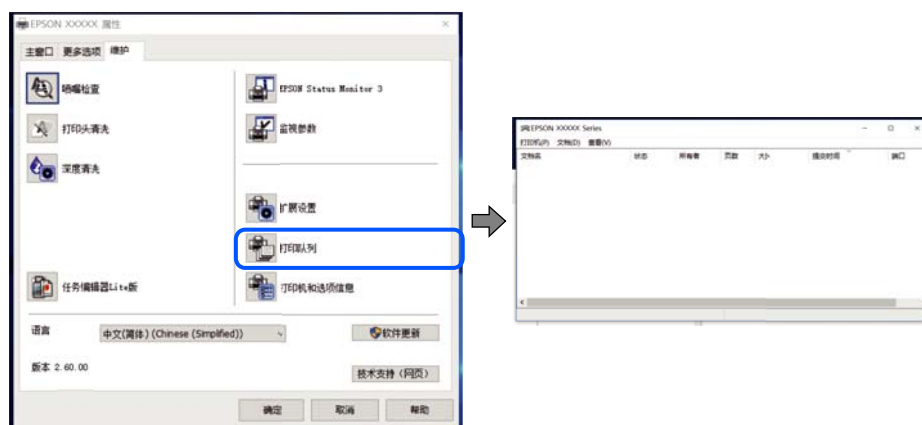 EPSON XXXXX 属性
主窗口 更多选项 维护
喷嘴检查
EPSON Status Monitor 3
打印头清洗
监视参数
深度清洗
扩展设置
打印队列
任务编辑器Lite版
打印机和选项信息
语言
中文(简体) (Chinese (Simplified))
软件更新
版本 2.60.00
技术支持（网页）
确定 取消 帮助
EPSON XXXXX Series
打印机(P) 文档(D) 查看(V)
文档名 状态 所有者 页数 大小 提交时间 端口